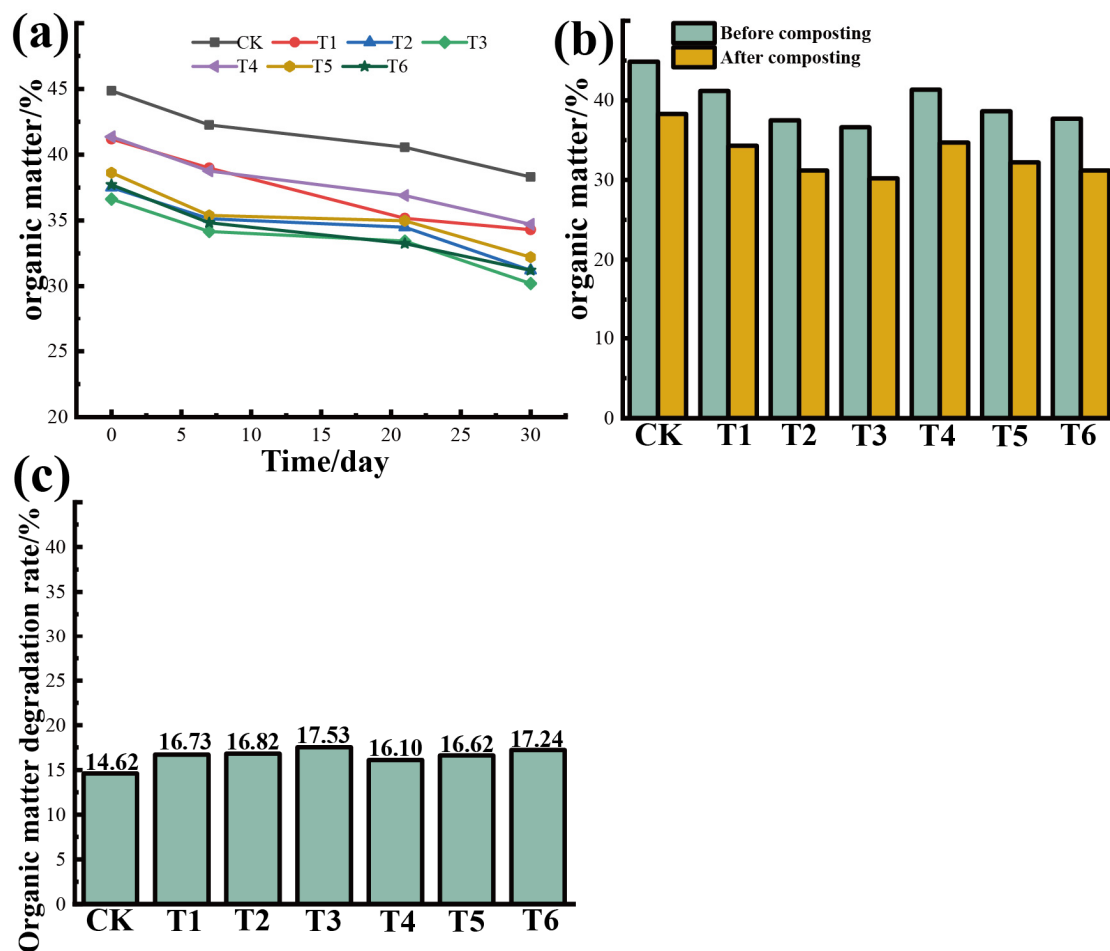 (a)
CK T1 T2 T3
T4 T5 T6
organic matter/%
45
40
35
30
25
20
0 5 10 15 20 25 30
Time/day
(b)
Before composting
After composting
organic matter/%
40
30
20
10
0
CK T1 T2 T3 T4 T5 T6
(c)
Organic matter degradation rate/%
40
35
30
25
20
15
10
5
0
14.62 16.73 16.82 17.53 16.10 16.62 17.24
CK T1 T2 T3 T4 T5 T6